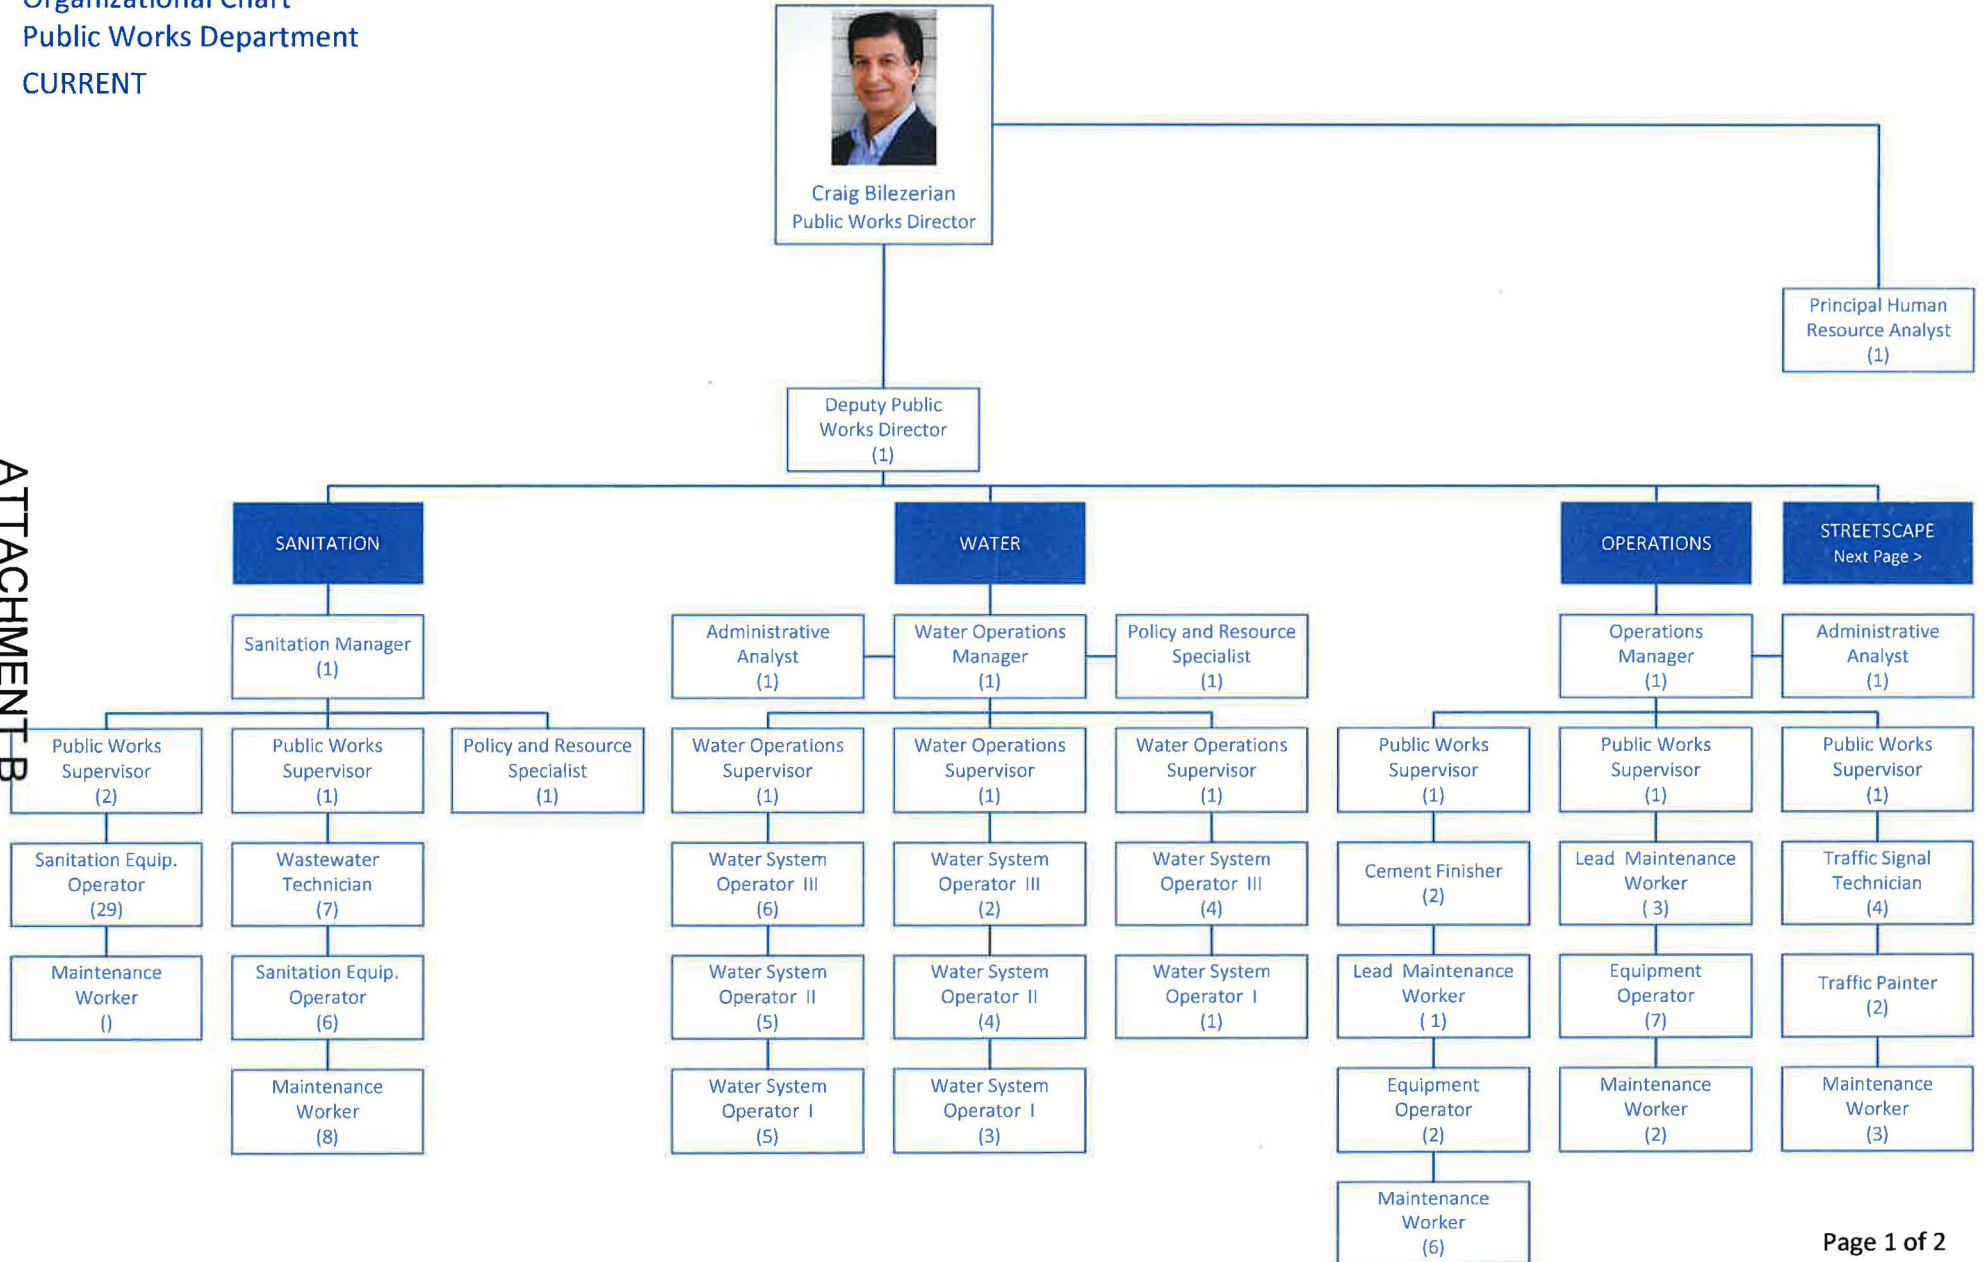 Organizational Chart
Public Works Department
CURRENT
Craig Bilezerian
Public Works Director
Principal Human
Resource Analyst
(1)
Deputy Public
Works Director
(1)
ATTACHMENT B
SANITATION
WATER
OPERATIONS
STREETSCAPE
Next Page >
Sanitation Manager
(1)
Administrative
Analyst
(1)
Water Operations
Manager
(1)
Policy and Resource
Specialist
(1)
Operations
Manager
(1)
Administrative
Analyst
(1)
Public Works
Supervisor
(2)
Public Works
Supervisor
(1)
Policy and Resource
Specialist
(1)
Water Operations
Supervisor
(1)
Water Operations
Supervisor
(1)
Water Operations
Supervisor
(1)
Public Works
Supervisor
(1)
Public Works
Supervisor
(1)
Public Works
Supervisor
(1)
Sanitation Equip.
Operator
(29)
Wastewater
Technician
(7)
Water System
Operator III
(6)
Water System
Operator III
(2)
Water System
Operator III
(4)
Cement Finisher
(2)
Lead Maintenance
Worker
( 3)
Traffic Signal
Technician
(4)
Maintenance
Worker
()
Sanitation Equip.
Operator
(6)
Water System
Operator II
(5)
Water System
Operator II
(4)
Water System
Operator I
(1)
Lead Maintenance
Worker
( 1)
Equipment
Operator
(7)
Traffic Painter
(2)
Maintenance
Worker
(8)
Water System
Operator I
(5)
Water System
Operator I
(3)
Equipment
Operator
(2)
Maintenance
Worker
(2)
Maintenance
Worker
(3)
Maintenance
Worker
(6)
Page 1 of 2